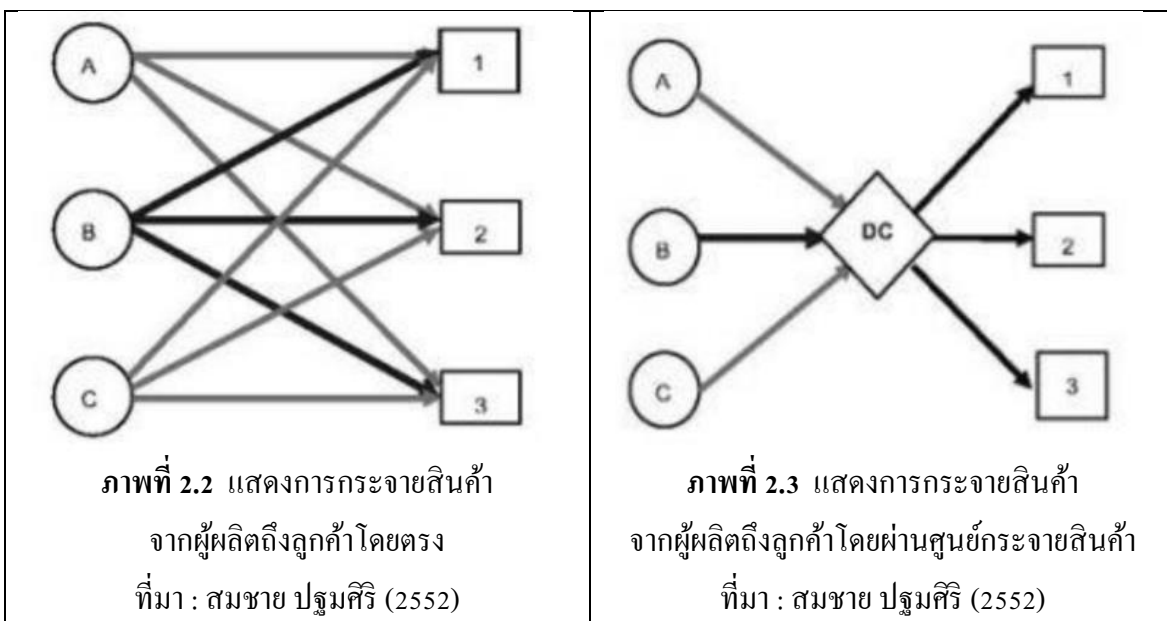 A
B
C
1
2
3
ภาพที่ 2.2 แสดงการกระจายสินค้า
จากผู้ผลิตถึงลูกค้าโดยตรง
ที่มา : สมชาย ปฐมศิริ (2552)
A
B
C
DC
1
2
3
ภาพที่ 2.3 แสดงการกระจายสินค้า
จากผู้ผลิตถึงลูกค้าโดยผ่านศูนย์กระจายสินค้า
ที่มา : สมชาย ปฐมศิริ (2552)